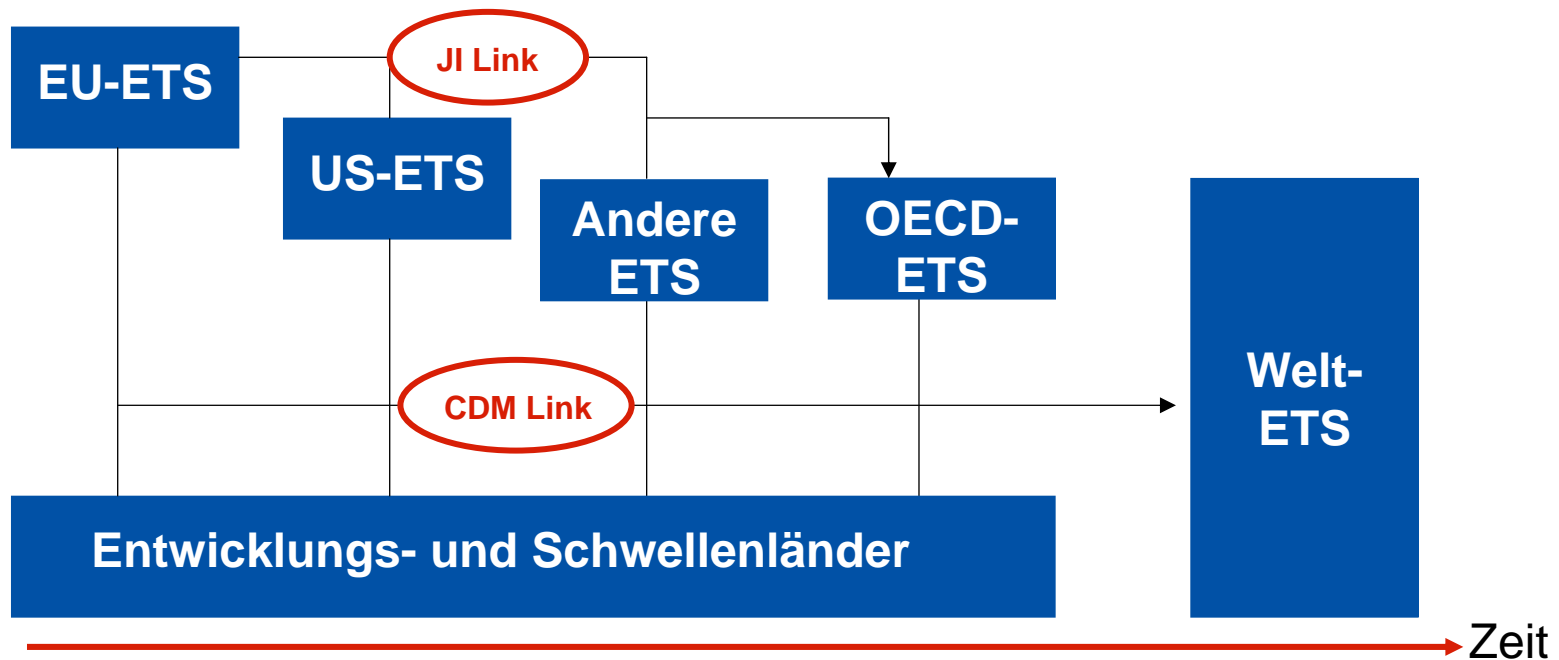 EU-ETS
JI Link
US-ETS
Andere
ETS
OECD-
ETS
Welt-
ETS
CDM Link
Entwicklungs- und Schwellenländer
Zeit